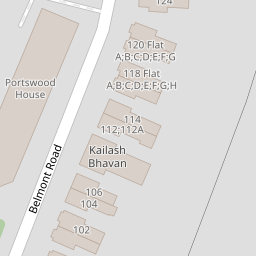 124
120 Flat
A;B;C;D;E;F;G
118 Flat
A;B;C;D;E;F;G;H
Portswood
House
114
112;112A
Kailash
Bhavan
Belmont Road
106
104
102